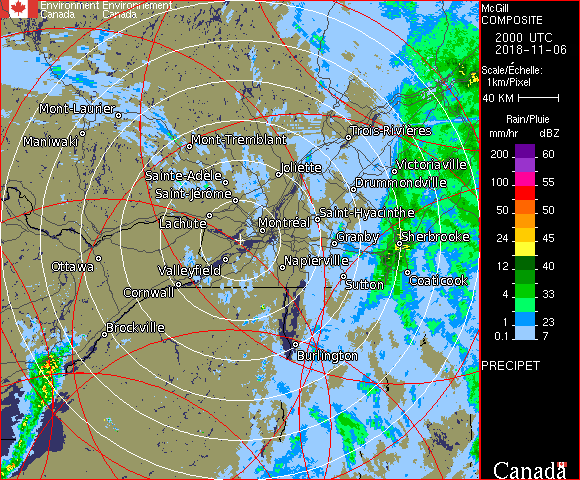 Environment Environnement
Canada Canada
McGill
COMPOSITE
2000 UTC
2018-11-06
Scale/Échelle:
1km/Pixel
40 KM
Rain/Pluie
mm/hr dBZ
200 60
100 55
50 50
24 45
12 40
4 33
1 23
0.1 7
PRECIPET
Canada
Mont-Laurier
Maniwaki
Mont-Tremblant
Trois-Rivières
Sainte-Adèle
Joliette
Victoriaville
Saint-Jérôme
Drummondville
Lachute
Montréal
Saint-Hyacinthe
Granby
Sherbrooke
Ottawa
Valleyfield
Napierville
Sutton
Coaticook
Cornwall
Brockville
Burlington